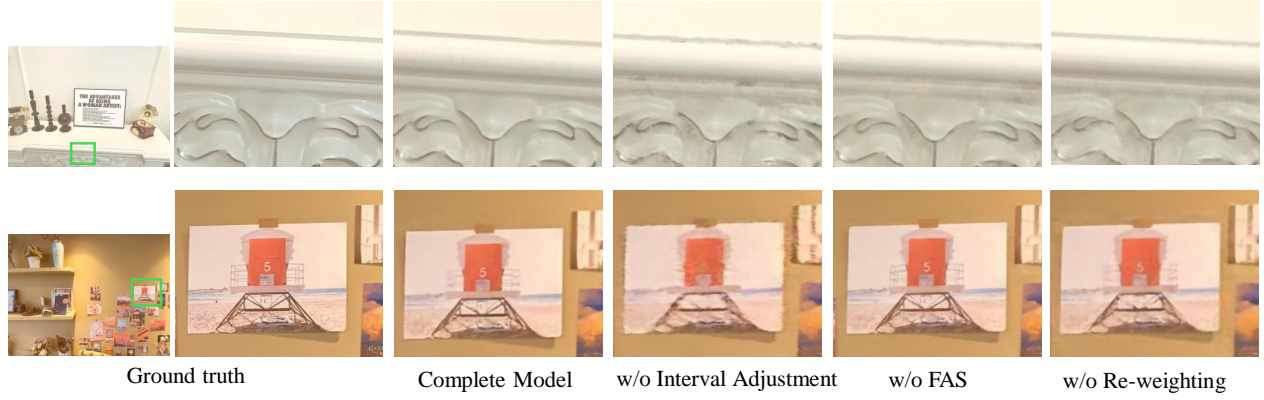 THE ADVANTAGES
OF BEING
A WOMAN ARTIST:
5
5
5
5
Ground truth
Complete Model
w/o Interval Adjustment
w/o FAS
w/o Re-weighting